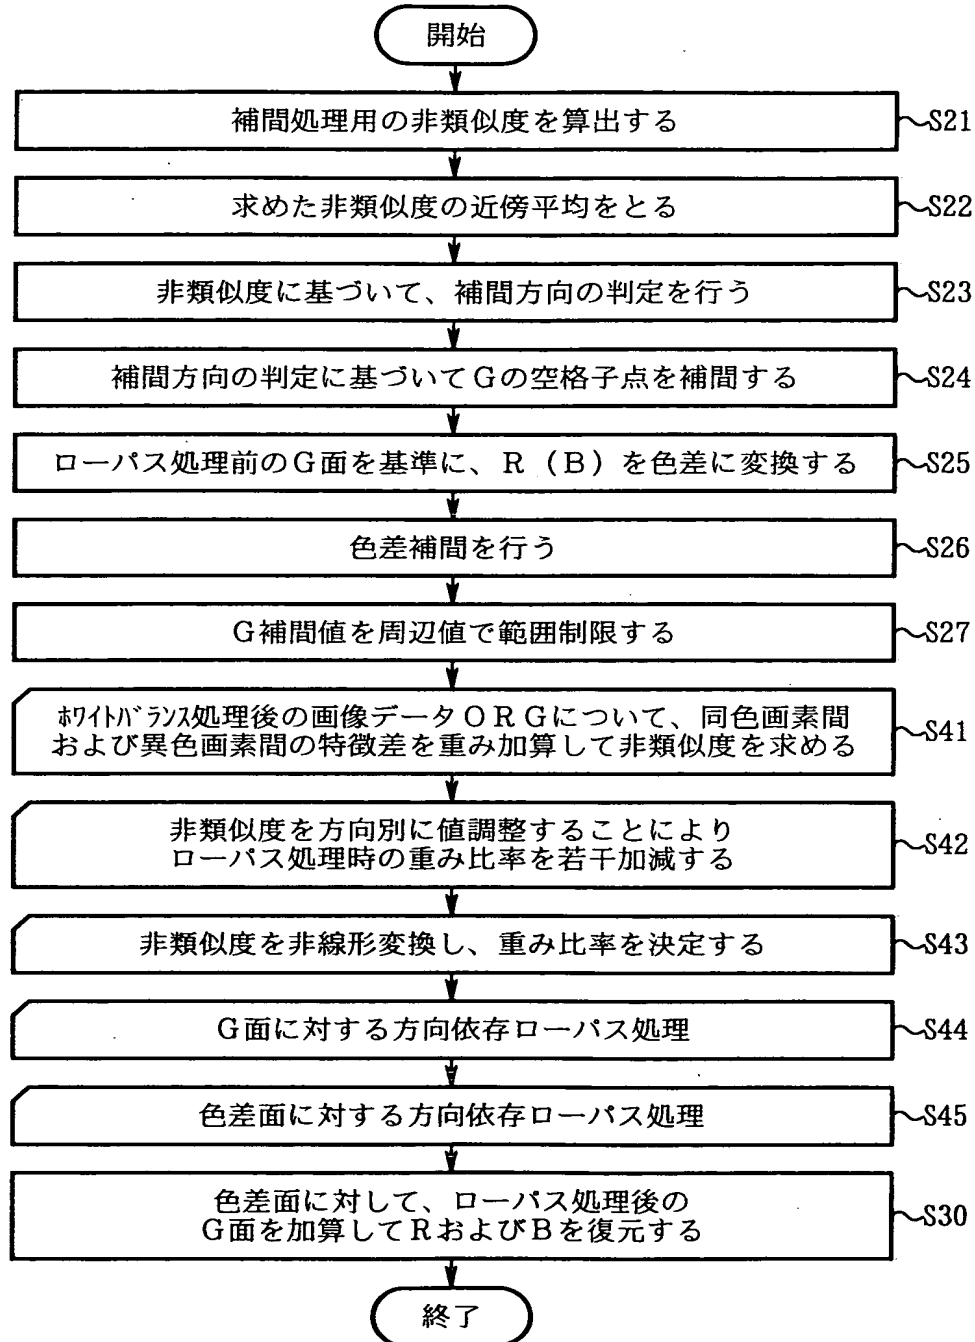 開始
補間処理用の非類似度を算出する
S21
求めた非類似度の近傍平均をとる
S22
非類似度に基づいて、補間方向の判定を行う
S23
補間方向の判定に基づいてGの空格子点を補間する
S24
ローパス処理前のG面を基準に、R(B)を色差に変換する
S25
色差補間を行う
S26
G補間値を周辺値で範囲制限する
S27
ホワイトバランス処理後の画像データORGについて、同色画素間
および異色画素間の特徴差を重み加算して非類似度を求める
S41
非類似度を方向別に値調整することにより
ローパス処理時の重み比率を若干加減する
S42
非類似度を非線形変換し、重み比率を決定する
S43
G面に対する方向依存ローパス処理
S44
色差面に対する方向依存ローパス処理
S45
色差面に対して、ローパス処理後の
G面を加算してRおよびBを復元する
S30
終了